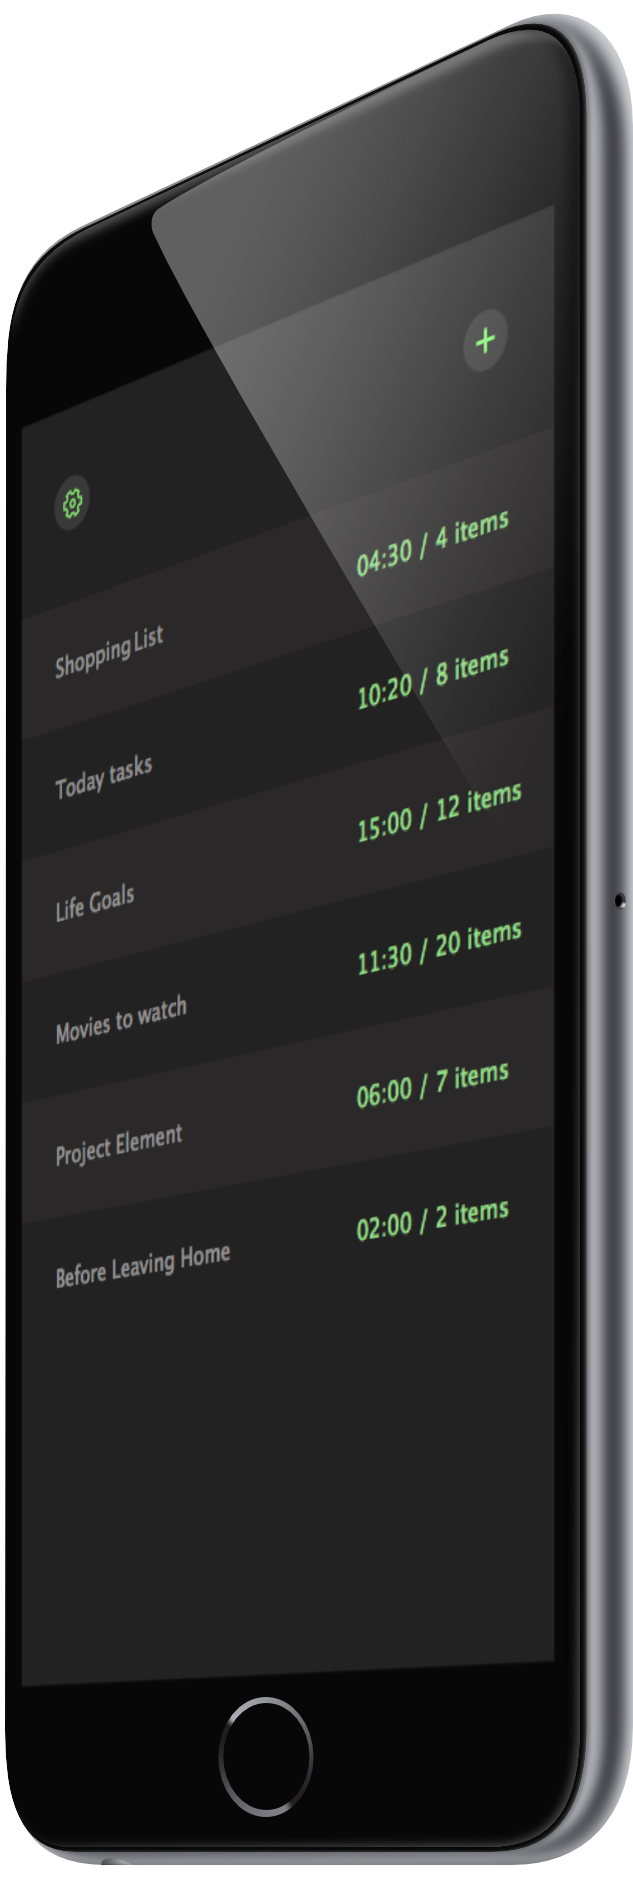 +
Shopping List 04:30 / 4 items
Today tasks 10:20 / 8 items
Life Goals 15:00 / 12 items
Movies to watch 11:30 / 20 items
Project Element 06:00 / 7 items
Before Leaving Home 02:00 / 2 items